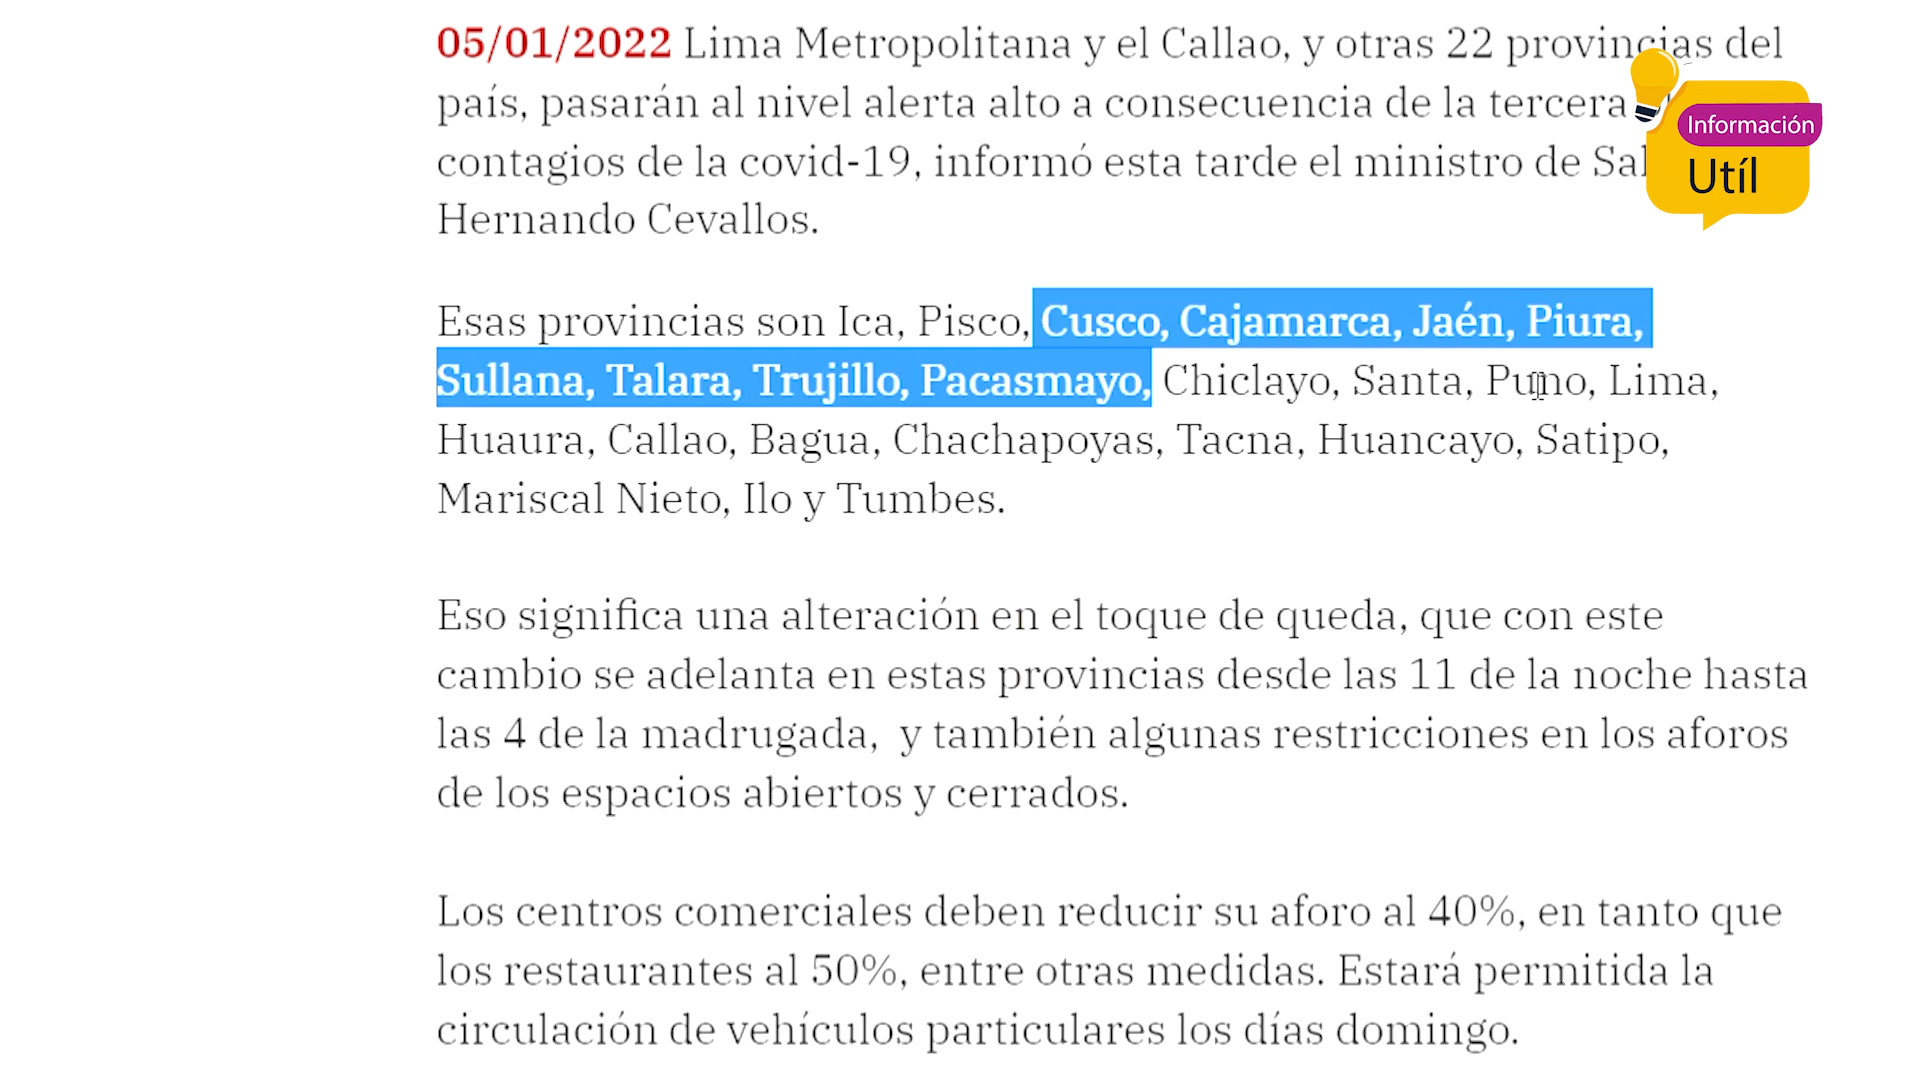 05/01/2022 Lima Metropolitana y el Callao, y otras 22 provincias del
país, pasarán al nivel alerta alto a consecuencia de la tercera
contagios de la covid-19, informó esta tarde el ministro de
Hernando Cevallos.
Información
Utíl
Esas provincias son Ica, Pisco, Cusco, Cajamarca, Jaén, Piura,
Sullana, Talara, Trujillo, Pacasmayo, Chiclayo, Santa, Puno, Lima,
Huaura, Callao, Bagua, Chachapoyas, Tacna, Huancayo, Satipo,
Mariscal Nieto, Ilo y Tumbes.
Eso significa una alteración en el toque de queda, que con este
cambio se adelanta en estas provincias desde las 11 de la noche hasta
las 4 de la madrugada,  y también algunas restricciones en los aforos
de los espacios abiertos y cerrados.
Los centros comerciales deben reducir su aforo al 40%, en tanto que
los restaurantes al 50%, entre otras medidas. Estará permitida la
circulación de vehículos particulares los días domingo.